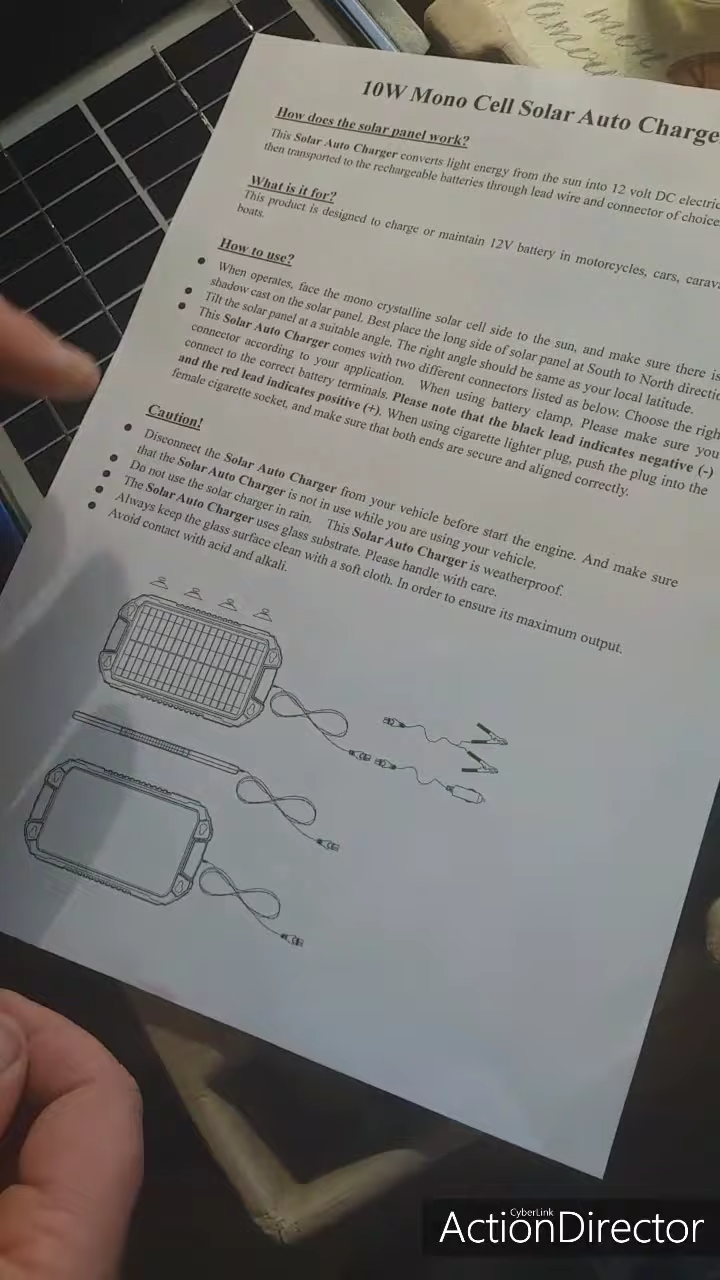 mon
amour
10W Mono Cell Solar Auto Charge
How does the solar panel work?
This Solar Auto Charger converts light energy from the sun into 12 volt DC electric
then transported to the rechargeable batteries through lead wire and connector of choice
What is it for?
This product is designed to charge or maintain 12V battery in motorcycles, cars, carava
boats.
How to use?
When operates, face the mono crystalline solar cell side to the sun, and make sure there is
shadow cast on the solar panel. Best place the long side of solar panel at South to North directio
Tilt the solar panel at a suitable angle. The right angle should be same as your local latitude.
This Solar Auto Charger comes with two different connectors listed as below. Choose the righ
connector according to your application. When using battery clamp, Please make sure you
connect to the correct battery terminals. Please note that the black lead indicates negative (-)
and the red lead indicates positive (+). When using cigarette lighter plug, push the plug into the
female cigarette socket, and make sure that both ends are secure and aligned correctly.
Caution!
Disconnect the Solar Auto Charger from your vehicle before start the engine. And make sure
that the Solar Auto Charger is not in use while you are using your vehicle.
Do not use the solar charger in rain. This Solar Auto Charger is weatherproof.
The Solar Auto Charger uses glass substrate. Please handle with care.
Always keep the glass surface clean with a soft cloth. In order to ensure its maximum output.
Avoid contact with acid and alkali.
CyberLink
ActionDirector